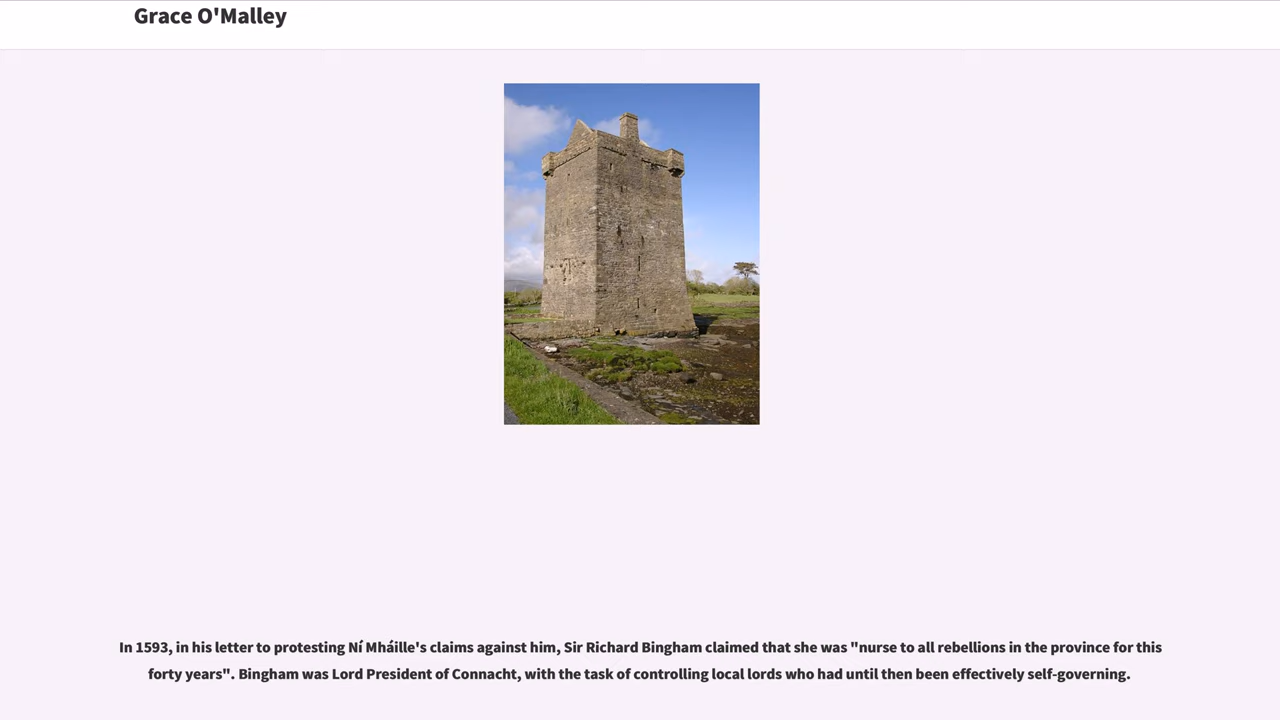 Grace O'Malley
In 1593, in his letter to protesting Ní Mháille's claims against him, Sir Richard Bingham claimed that she was "nurse to all rebellions in the province for this
forty years". Bingham was Lord President of Connacht, with the task of controlling local lords who had until then been effectively self-governing.